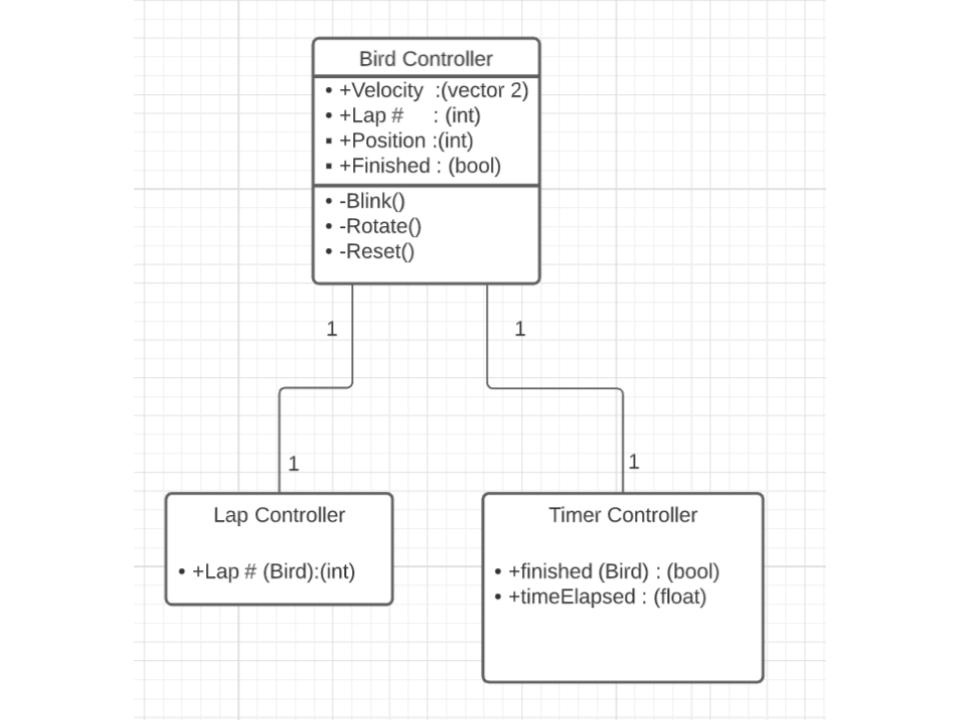 Bird Controller
• +Velocity :(vector 2)
• +Lap # : (int)
▪ +Position :(int)
▪ +Finished : (bool)
• -Blink()
• -Rotate()
• -Reset()
1 1
1 1
Lap Controller
• +Lap # (Bird):(int)
Timer Controller
• +finished (Bird) : (bool)
• +timeElapsed : (float)